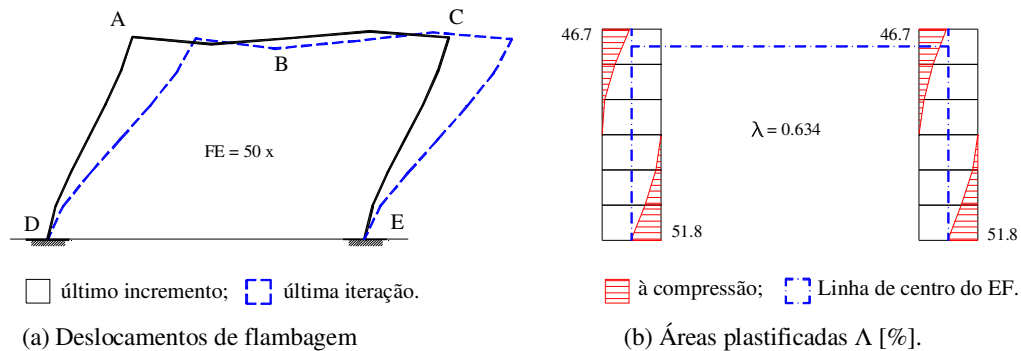 A
C
B
FE = 50 x
D
E
último incremento;
última iteração.
(a) Deslocamentos de flambagem
46.7
46.7
λ = 0.634
51.8
51.8
à compressão;
Linha de centro do EF.
(b) Áreas plastificadas Λ [%].